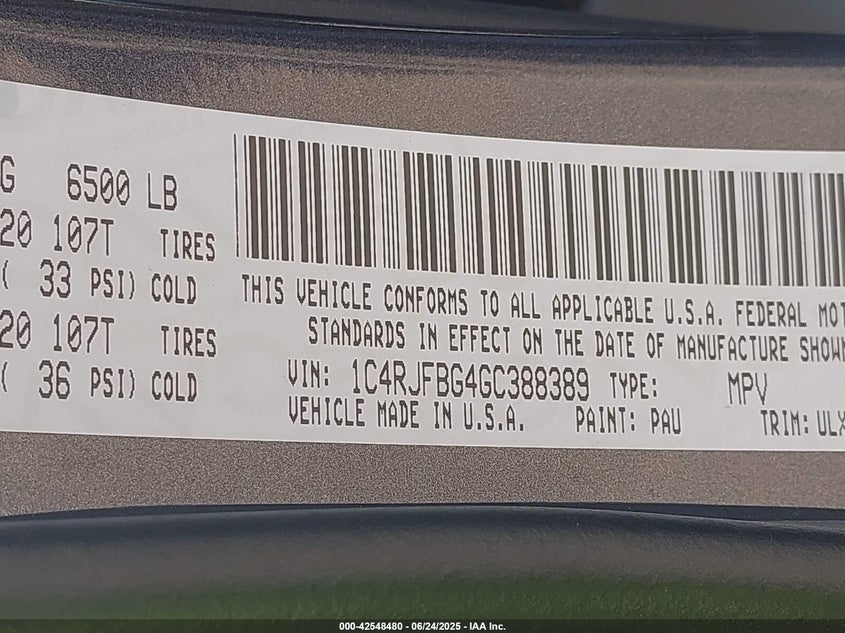 G 6500 LB
20 107T TIRES
( 33 PSI) COLD
20 107T TIRES
( 36 PSI) COLD
THIS VEHICLE CONFORMS TO ALL APPLICABLE U.S.A. FEDERAL MOT
STANDARDS IN EFFECT ON THE DATE OF MANUFACTURE SHOWN
VIN: 1C4RJFBG4GC388389 TYPE: MPV
VEHICLE MADE IN U.S.A. PAINT: PAU TRIM: ULX
000-42548480 - 06/24/2025 - IAA Inc.